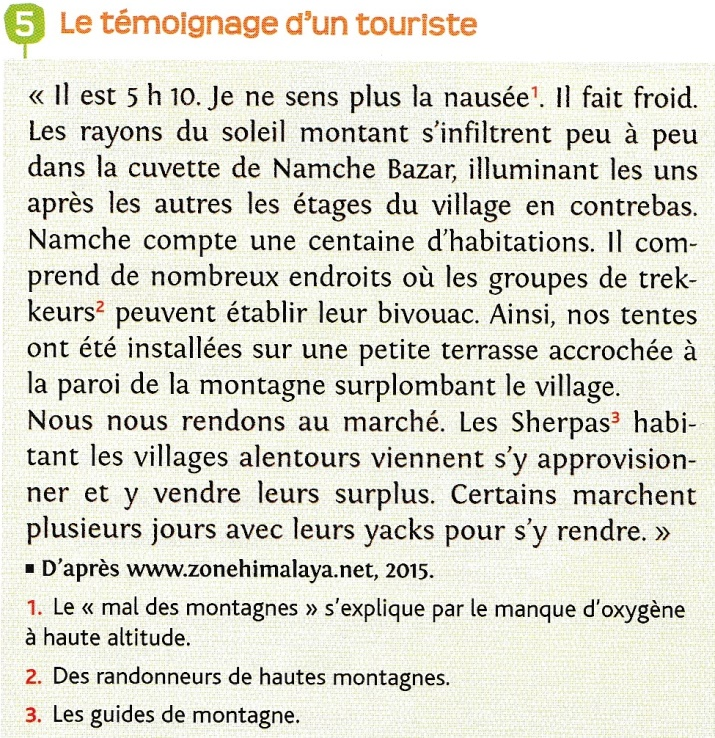 5 Le témoignage d'un touriste
« Il est 5 h 10. Je ne sens plus la nausée¹. Il fait froid.
Les rayons du soleil montant s'infiltrent peu à peu
dans la cuvette de Namche Bazar, illuminant les uns
après les autres les étages du village en contrebas.
Namche compte une centaine d'habitations. Il com-
prend de nombreux endroits où les groupes de trek-
keurs² peuvent établir leur bivouac. Ainsi, nos tentes
ont été installées sur une petite terrasse accrochée à
la paroi de la montagne surplombant le village.
Nous nous rendons au marché. Les Sherpas³ habi-
tant les villages alentours viennent s'y approvision-
ner et y vendre leurs surplus. Certains marchent
plusieurs jours avec leurs yacks pour s'y rendre. »
▪ D'après www.zonehimalaya.net, 2015.
1. Le « mal des montagnes » s'explique par le manque d'oxygène
à haute altitude.
2. Des randonneurs de hautes montagnes.
3. Les guides de montagne.